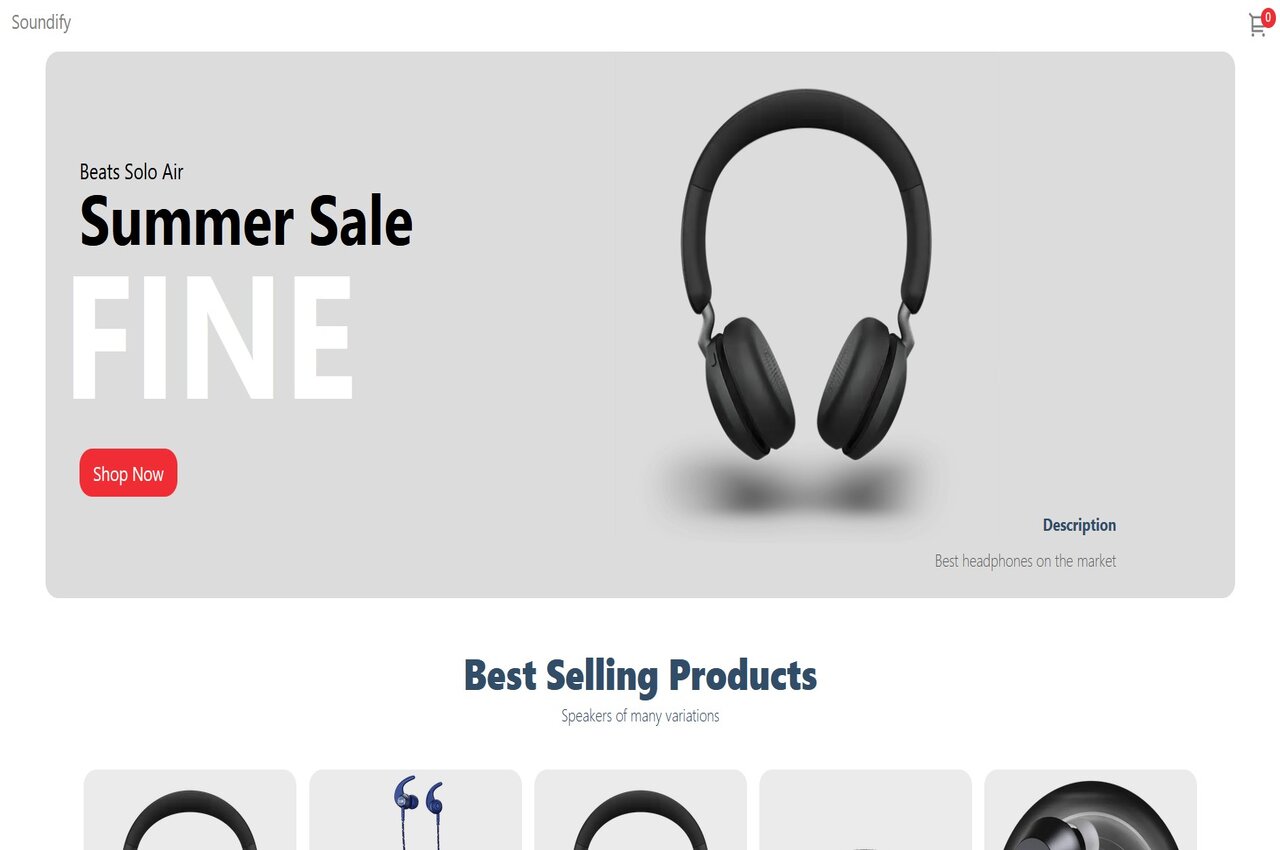 Soundify
0
Beats Solo Air
Summer Sale
FINE
Shop Now
Description
Best headphones on the market
Best Selling Products
Speakers of many variations